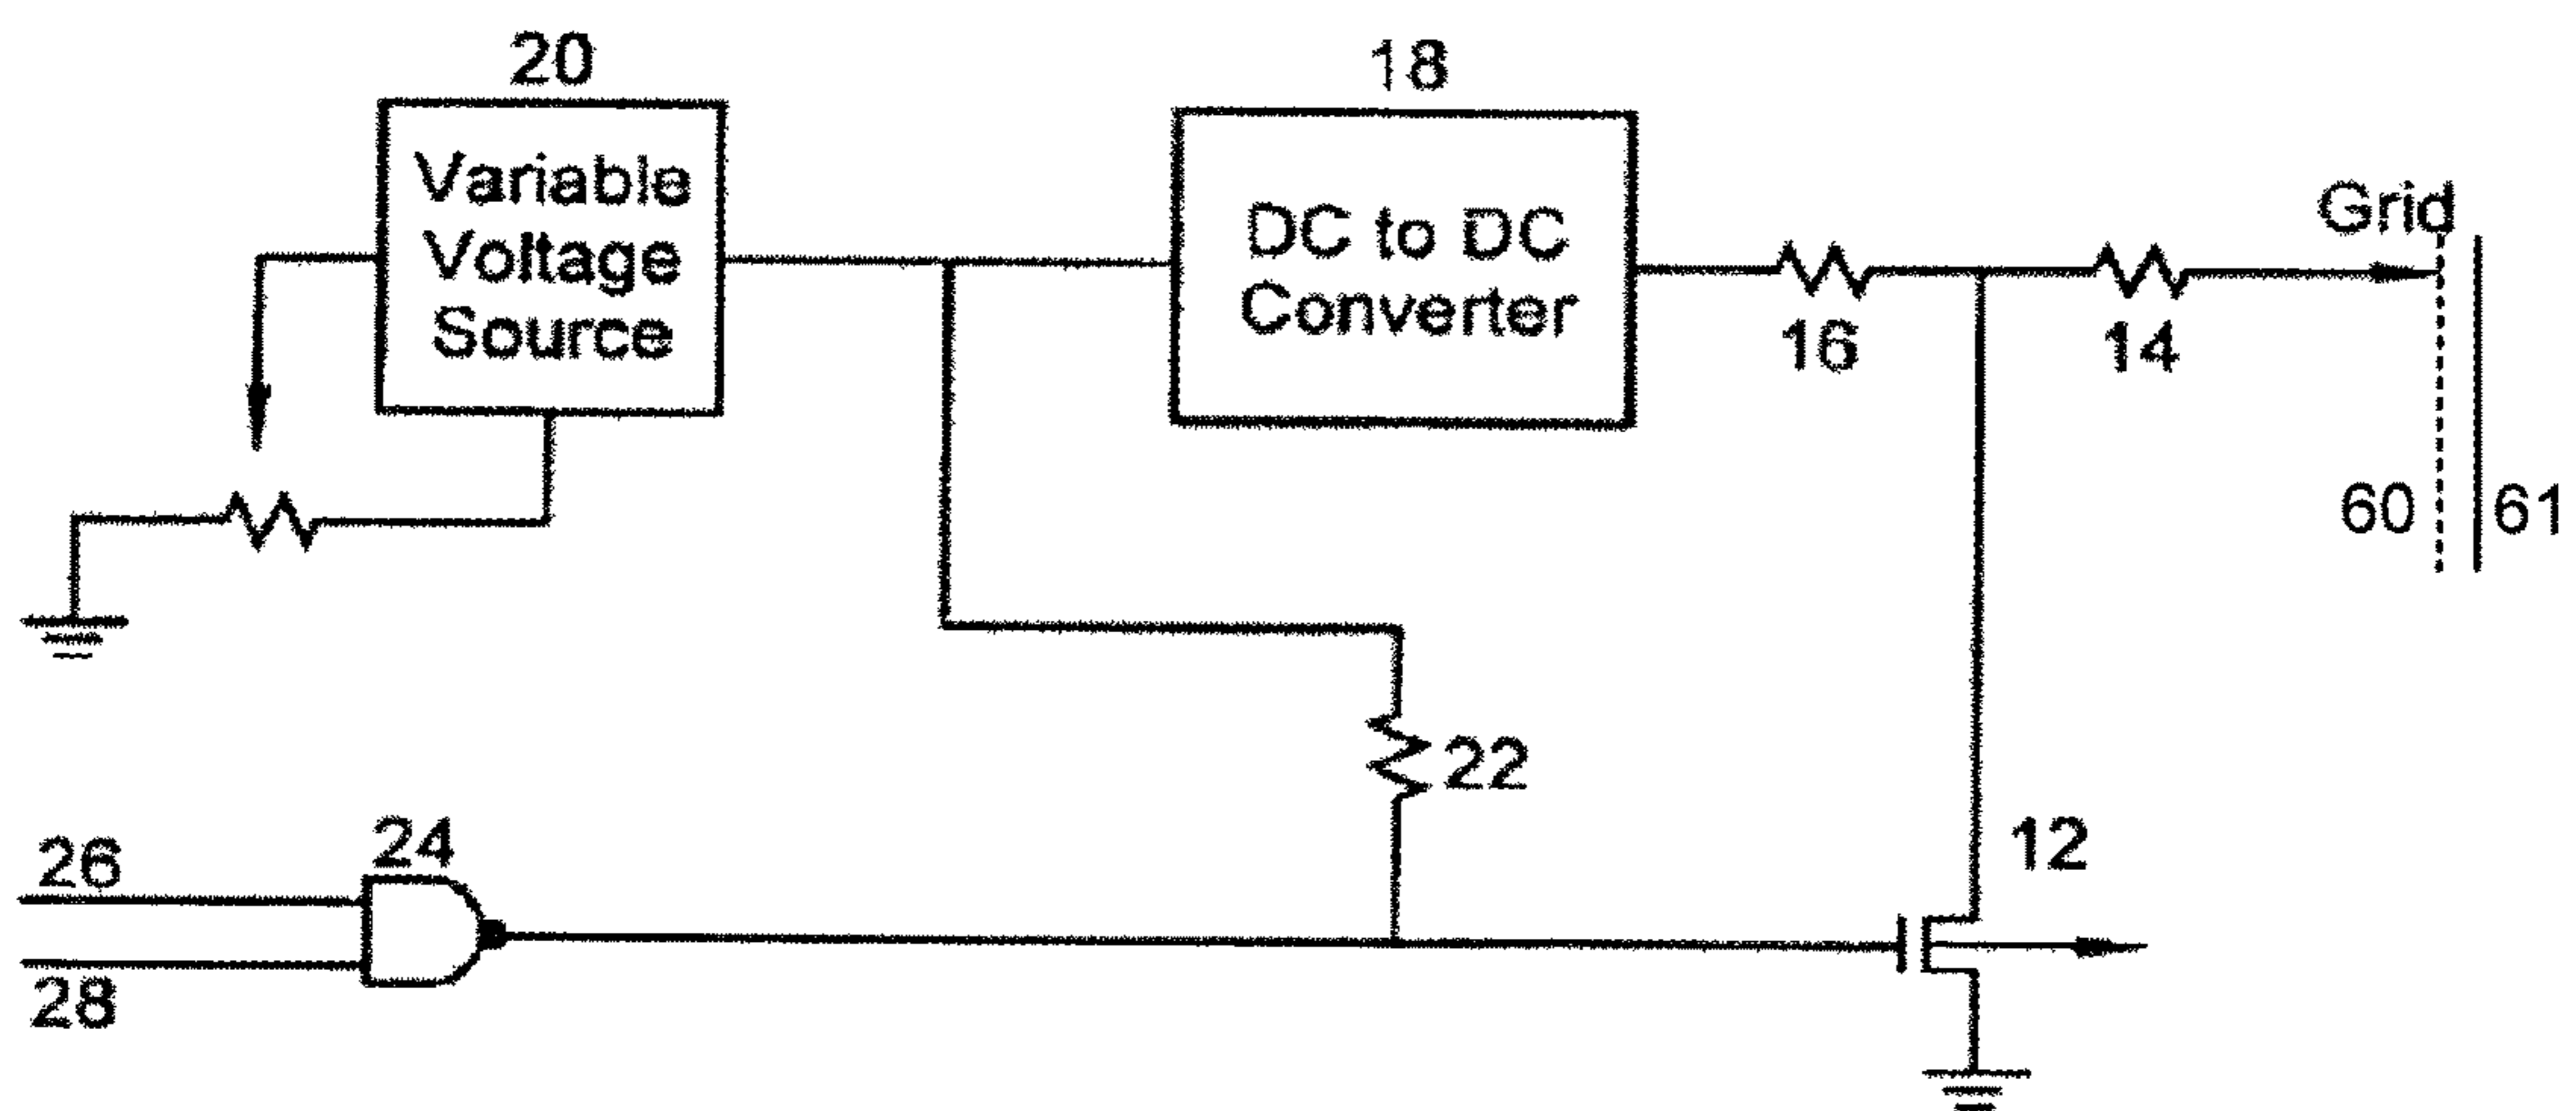 20
18
Variable
Voltage
Source
DC to DC
Converter
Grid
16
14
60
61
22
26
24
12
28